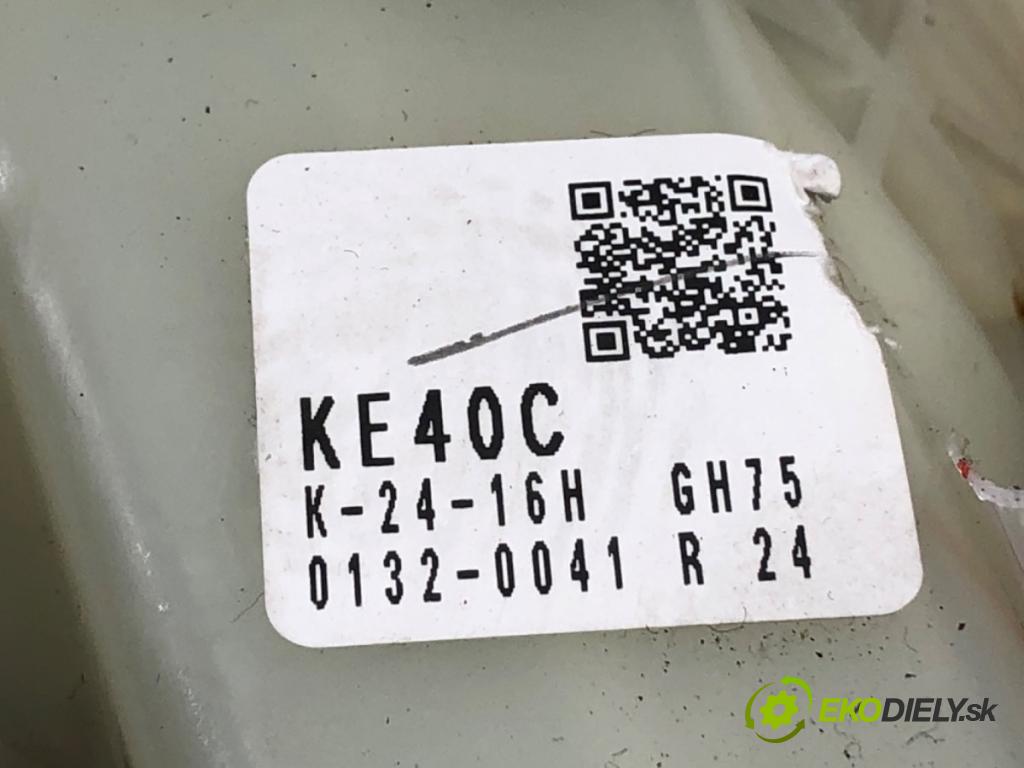 KE40C
K-24-16H GH75
0132-0041 R 24
EKODIELY.sk